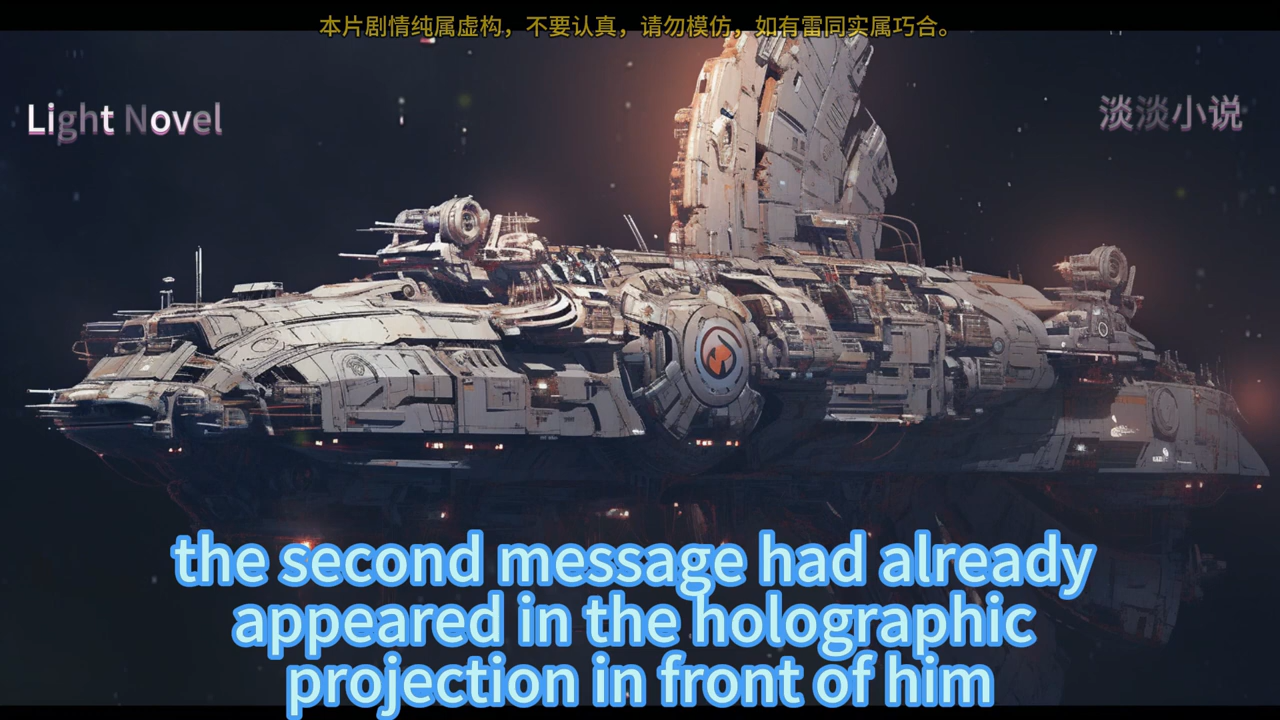 本片剧情纯属虚构，不要认真，请勿模仿，如有雷同实属巧合。
Light Novel
淡淡小说
the second message had already
appeared in the holographic
projection in front of him